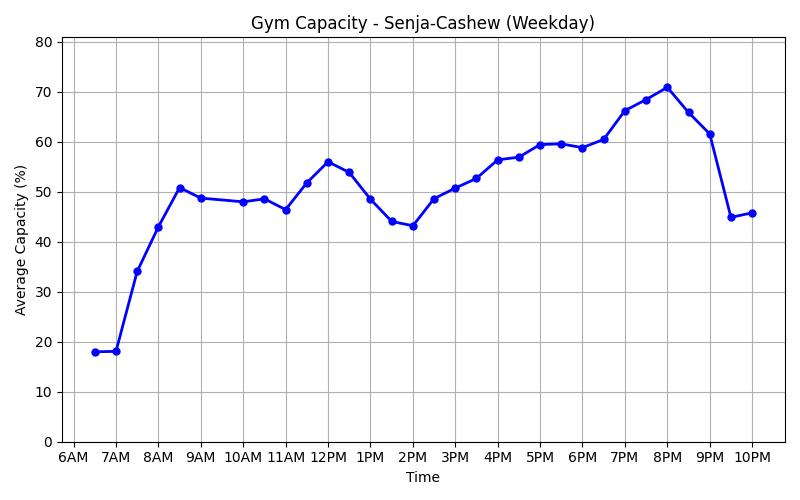 Gym Capacity - Senja-Cashew (Weekday)
Average Capacity (%)
80
70
60
50
40
30
20
10
0
6AM 7AM 8AM 9AM 10AM 11AM 12PM 1PM 2PM 3PM 4PM 5PM 6PM 7PM 8PM 9PM 10PM
Time